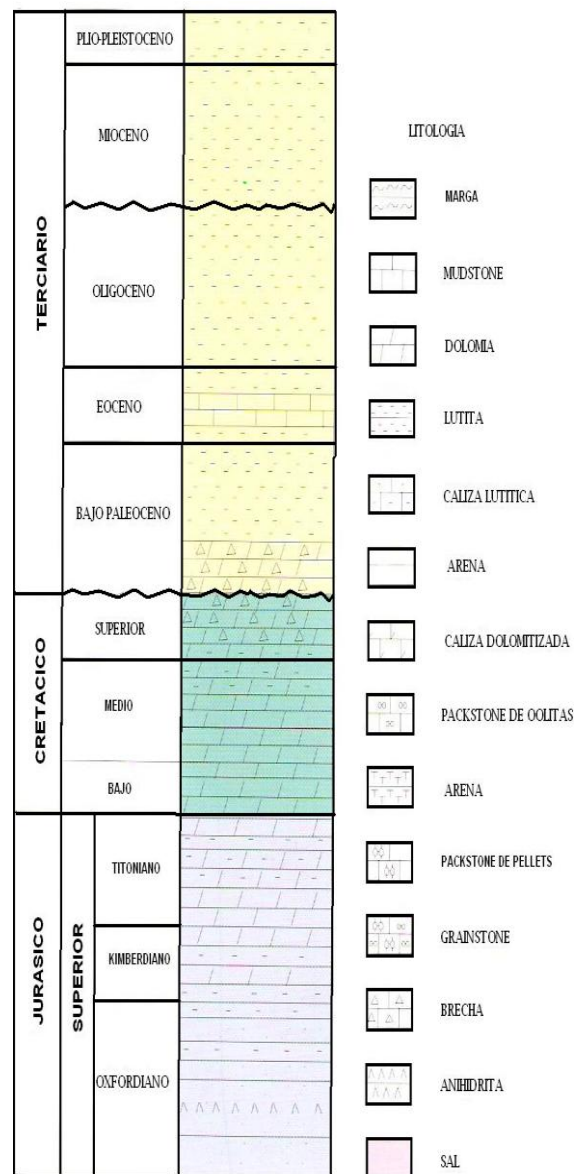 TERCIARIO
PLIO-PLEISTOCENO
MIOCENO
OLIGOCENO
EOCENO
BAJO PALEOCENO
CRETACICO
SUPERIOR
MEDIO
BAJO
JURASICO
SUPERIOR
TITONIANO
KIMBERDIANO
OXFORDIANO
LITOLOGIA
MARGA
MUDSTONE
DOLOMIA
LUTITA
CALIZA LUTITICA
ARENA
CALIZA DOLOMITIZADA
PACKSTONE DE OOLITAS
ARENA
PACKSTONE DE PELLETS
GRAINSTONE
BRECHA
ANIHIDRITA
SAL